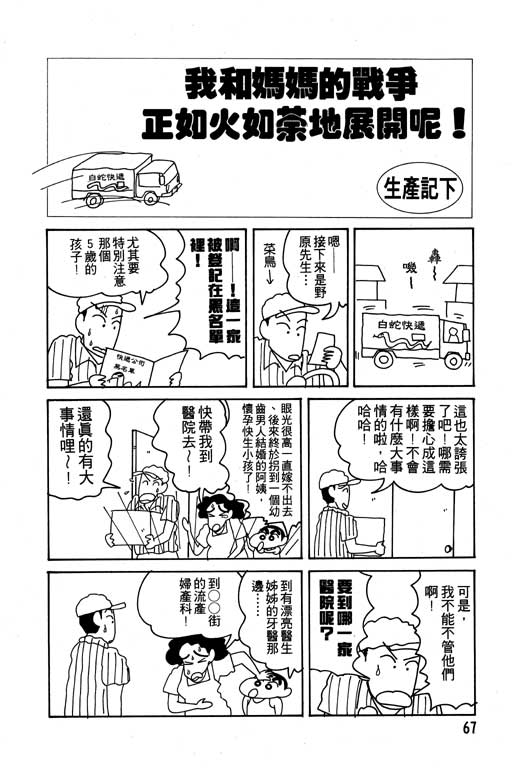 我和媽媽的戰爭
正如火如荼地展開呢！
白蛇快遞
生產記下
轟
嘰
白蛇快遞
嗯——
接下來是野
原先生…
菜鳥→
啊——！這一家
被登記在黑名單
裡！
尤其要
特別注意
那個
5歲的
孩子！
快遞公司
黑名單
這也太誇張
了吧！哪需
要擔心成這
樣啊！不會
有什麼大事
情的啦，哈
哈哈！
眼光很高一直嫁不出去
、後來終於拐到一個幼
齒男人結婚的阿姨
懷孕快生小孩了！
快帶我到
醫院去～！
還真的有大
事情哩～！
可是，
我不能不管他們
啊！
要到哪一家
醫院呢？
到有漂亮醫生
姊姊的牙醫那
邊……
到○○街
的流產
婦產科！
67